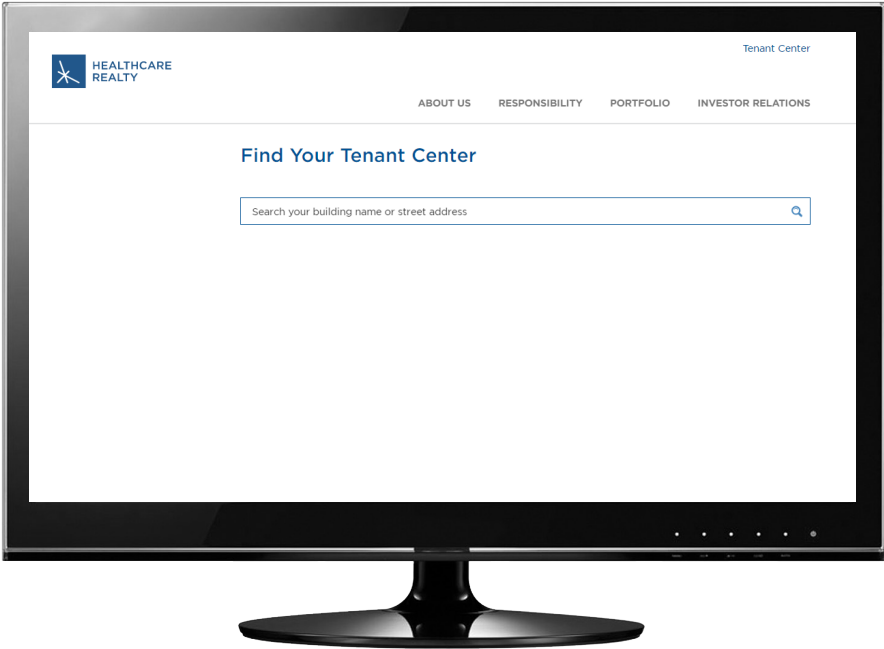 Tenant Center
HEALTHCARE
REALTY
ABOUT US RESPONSIBILITY PORTFOLIO INVESTOR RELATIONS
Find Your Tenant Center
Search your building name or street address